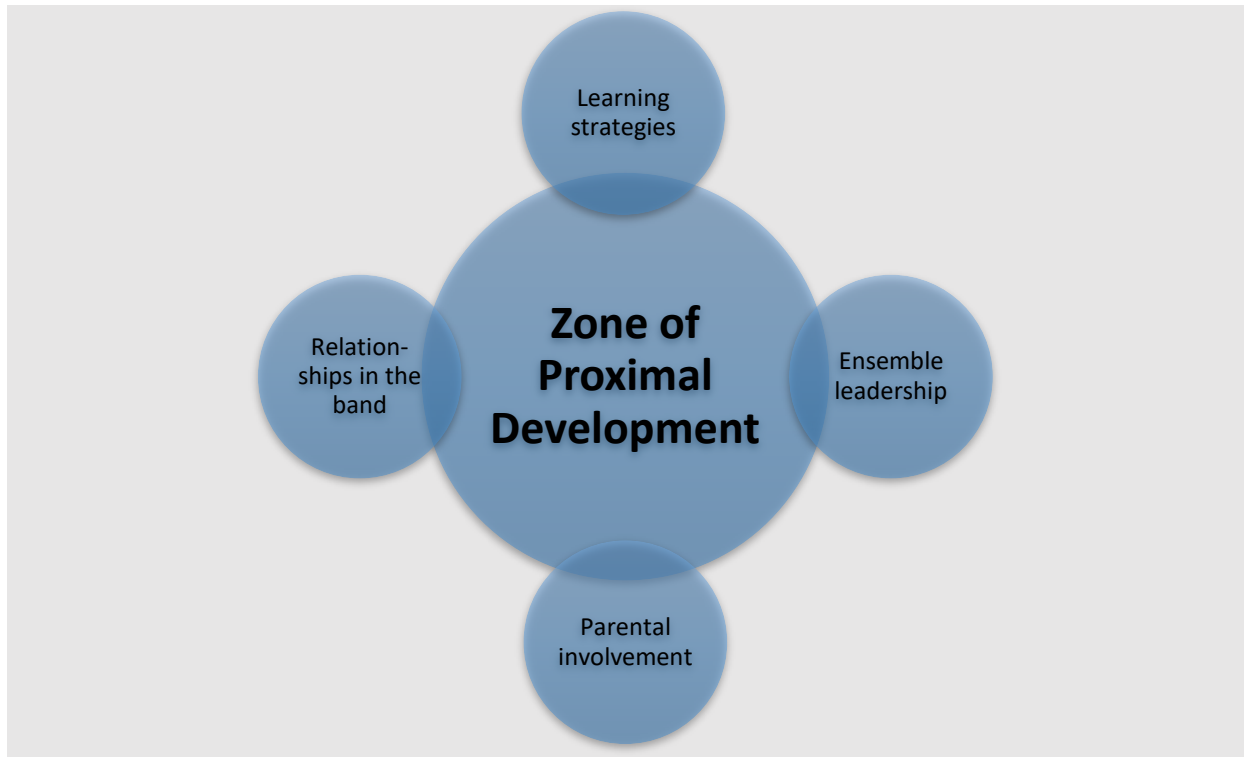 Learning
strategies
Zone of
Proximal
Development
Relation-
ships in the
band
Ensemble
leadership
Parental
involvement